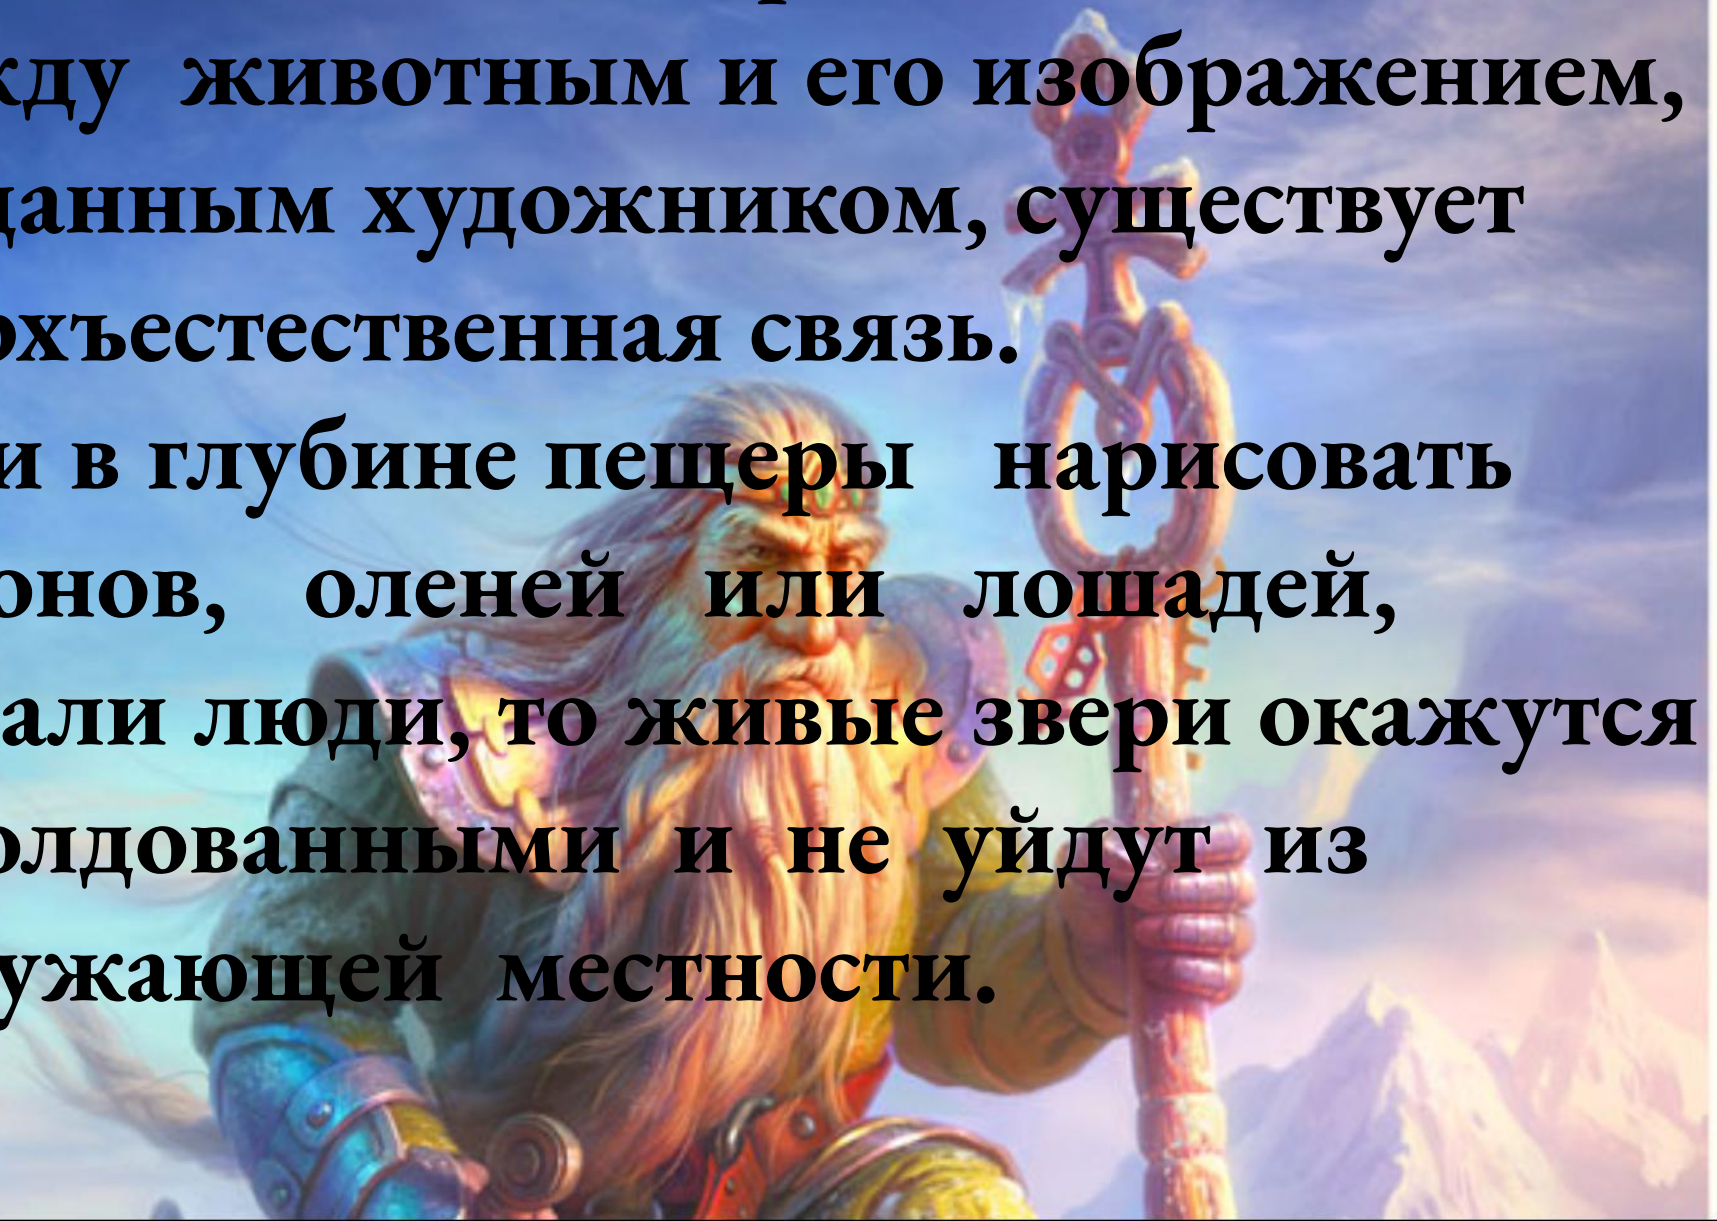 жду животным и его изображением,
данным художником, существует
рхъестественная связь.
и в глубине пещеры нарисовать
онов, оленей или лошадей,
али люди, то живые звери окажутся
олдованными и не уйдут из
ужающей местности.